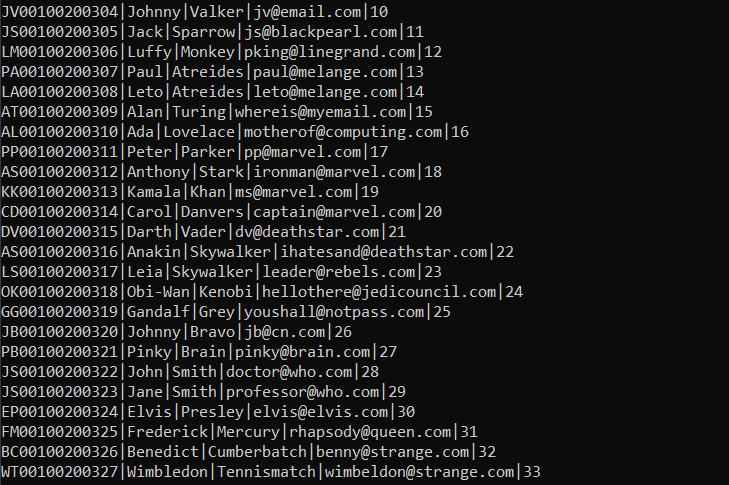 JV00100200304|Johnny|Valker|jv@email.com|10
JS00100200305|Jack|Sparrow|js@blackpearl.com|11
LM00100200306|Luffy|Monkey|pking@linegrand.com|12
PA00100200307|Paul|Atreides|paul@melange.com|13
LA00100200308|Leto|Atreides|leto@melange.com|14
AT00100200309|Alan|Turing|whereis@myemail.com|15
AL00100200310|Ada|Lovelace|motherof@computing.com|16
PP00100200311|Peter|Parker|pp@marvel.com|17
AS00100200312|Anthony|Stark|ironman@marvel.com|18
KK00100200313|Kamala|Khan|ms@marvel.com|19
CD00100200314|Carol|Danvers|captain@marvel.com|20
DV00100200315|Darth|Vader|dv@deathstar.com|21
AS00100200316|Anakin|Skywalker|ihatesand@deathstar.com|22
LS00100200317|Leia|Skywalker|leader@rebels.com|23
OK00100200318|Obi-Wan|Kenobi|hellothere@jedicouncil.com|24
GG00100200319|Gandalf|Grey|youshall@notpass.com|25
JB00100200320|Johnny|Bravo|jb@cn.com|26
PB00100200321|Pinky|Brain|pinky@brain.com|27
JS00100200322|John|Smith|doctor@who.com|28
JS00100200323|Jane|Smith|professor@who.com|29
EP00100200324|Elvis|Presley|elvis@elvis.com|30
FM00100200325|Frederick|Mercury|rhapsody@queen.com|31
BC00100200326|Benedict|Cumberbatch|benny@strange.com|32
WT00100200327|Wimbledon|Tennismatch|wimbeldon@strange.com|33